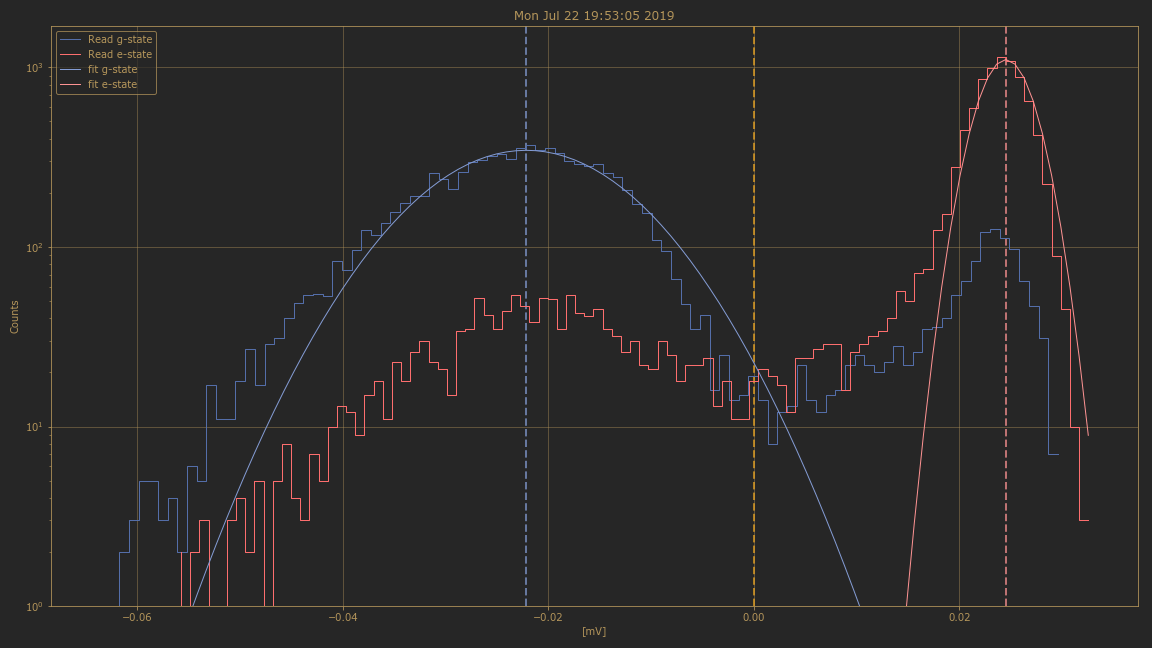 Mon Jul 22 19:53:05 2019
Read g-state
Read e-state
fit g-state
fit e-state
10³
10²
10¹
10⁰
Counts
−0.06
−0.04
−0.02
0.00
0.02
[mV]